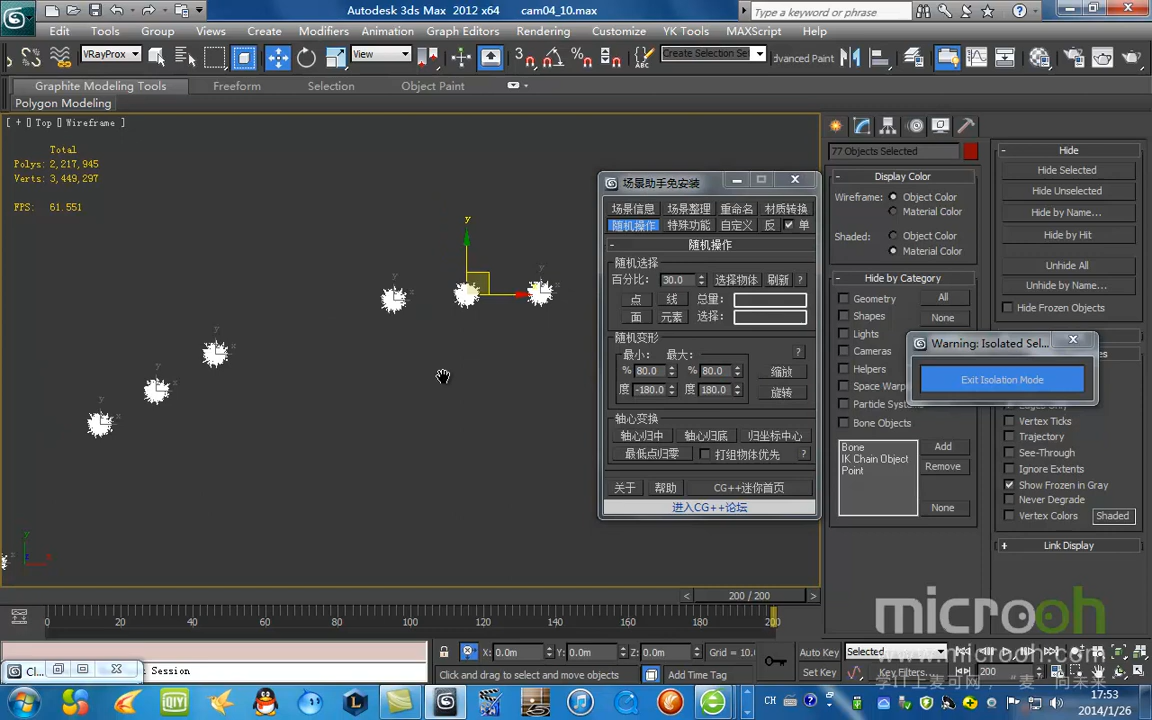 Autodesk 3ds Max 2012 x64 cam04_10.max
Type a keyword or phrase
Edit Tools Group Views Create Modifiers Animation Graph Editors Rendering Customize YK Tools MAXScript Help
VRayProx View Create Selection Se dvanced Paint
Graphite Modeling Tools Freeform Selection Object Paint
Polygon Modeling
[ + ] Top [ Wireframe ]
Total
Polys: 2,217,945
Verts: 3,449,297
FPS: 61.551
场景助手免安装
场景信息 场景整理 重命名 材质转换
随机操作 特殊功能 自定义 反 单
随机操作
随机选择
百分比: 30.0 选择物体 刷新 ?
点 线 总量:
面 元素 选择:
随机变形
最小: 最大: ?
% 80.0 % 80.0 缩放
度 -180.0 度 180.0 旋转
轴心变换
轴心归中 轴心归底 归坐标中心
最低点归零 打组物体优先 ?
关于 帮助 CG++迷你首页
进入CG++论坛
77 Objects Selected
Display Color
Wireframe: Object Color
Material Color
Shaded: Object Color
Material Color
Hide by Category
Geometry All
Shapes None
Lights
Cameras
Helpers
Space Warp
Particle Syste
Bone Objects
Bone
IK Chain Object
Point
Add
Remove
None
Hide
Hide Selected
Hide Unselected
Hide by Name...
Hide by Hit
Unhide All
Unhide by Name...
Hide Frozen Objects
Warning: Isolated Sel...
Exit Isolation Mode
Vertex Ticks
Trajectory
See-Through
Ignore Extents
Show Frozen in Gray
Never Degrade
Vertex Colors Shaded
Link Display
200 / 200
0 20 40 60 80 100 120 140 160 180 200
X: 0.0m Y: 0.0m Z: 0.0m Grid = 10.
Auto Key Selected
Set Key Key Filters... 200
Click and drag to select and move objects
Add Time Tag
Cl... Session
microoh
www.microoh.com
CH
17:53
2014/1/26